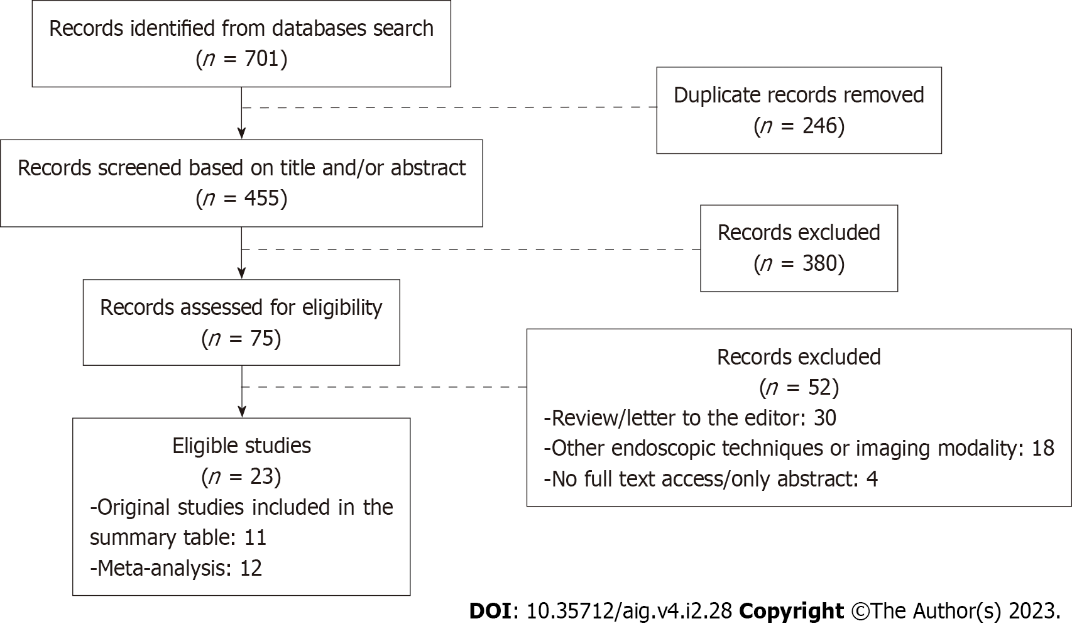 Records identified from databases search
(n = 701)
Duplicate records removed
(n = 246)
Records screened based on title and/or abstract
(n = 455)
Records excluded
(n = 380)
Records assessed for eligibility
(n = 75)
Records excluded
(n = 52)
-Review/letter to the editor: 30
-Other endoscopic techniques or imaging modality: 18
-No full text access/only abstract: 4
Eligible studies
(n = 23)
-Original studies included in the
summary table: 11
-Meta-analysis: 12
DOI: 10.35712/aig.v4.i2.28 Copyright ©The Author(s) 2023.